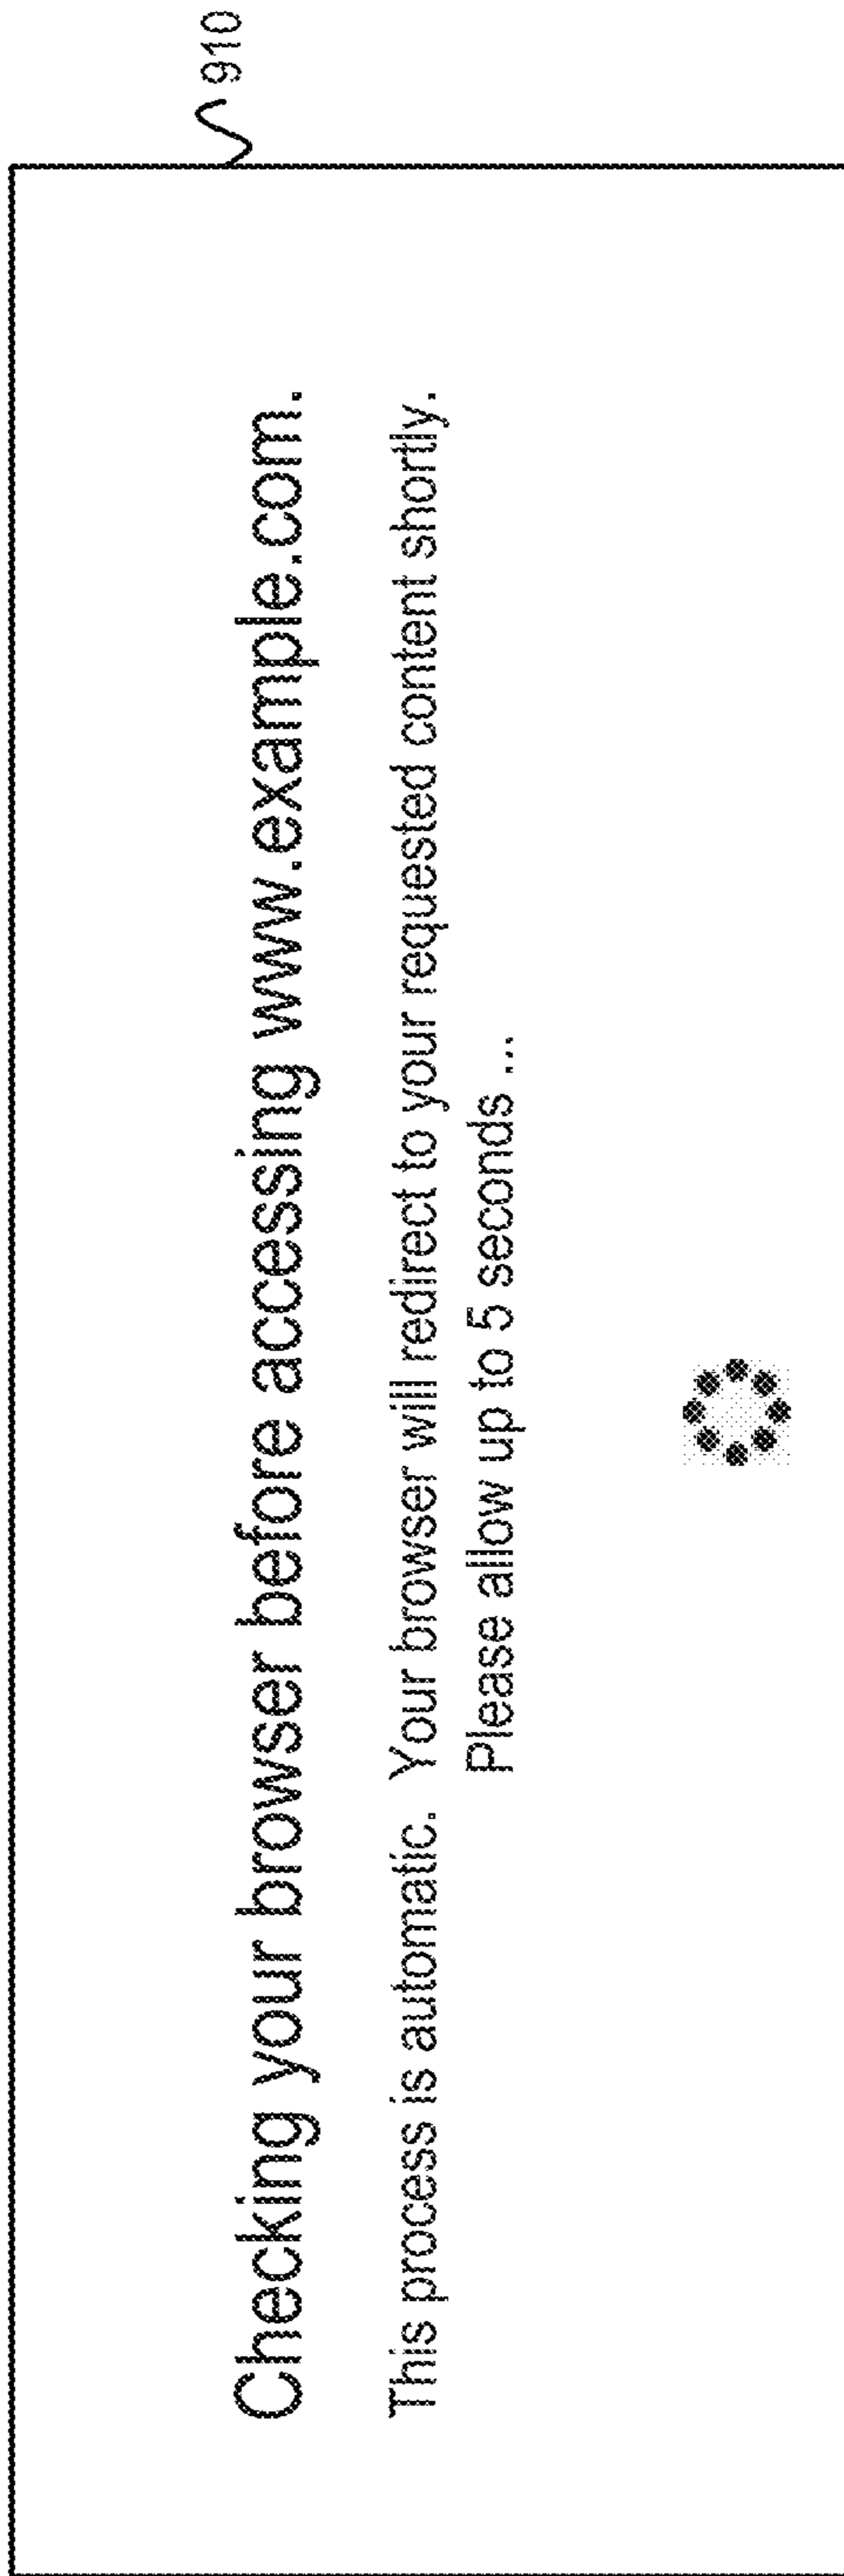 Checking your browser before accessing www.example.com.
This process is automatic.  Your browser will redirect to your requested content shortly.
Please allow up to 5 seconds ...
910